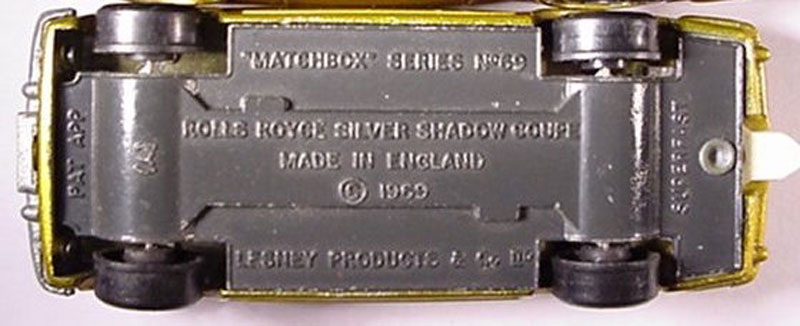 "MATCHBOX" SERIES Nº69
ROLLS ROYCE SILVER SHADOW COUPE
MADE IN ENGLAND
© 1969
LESNEY PRODUCTS & Co. LTD
PAT APP
SUPERFAST